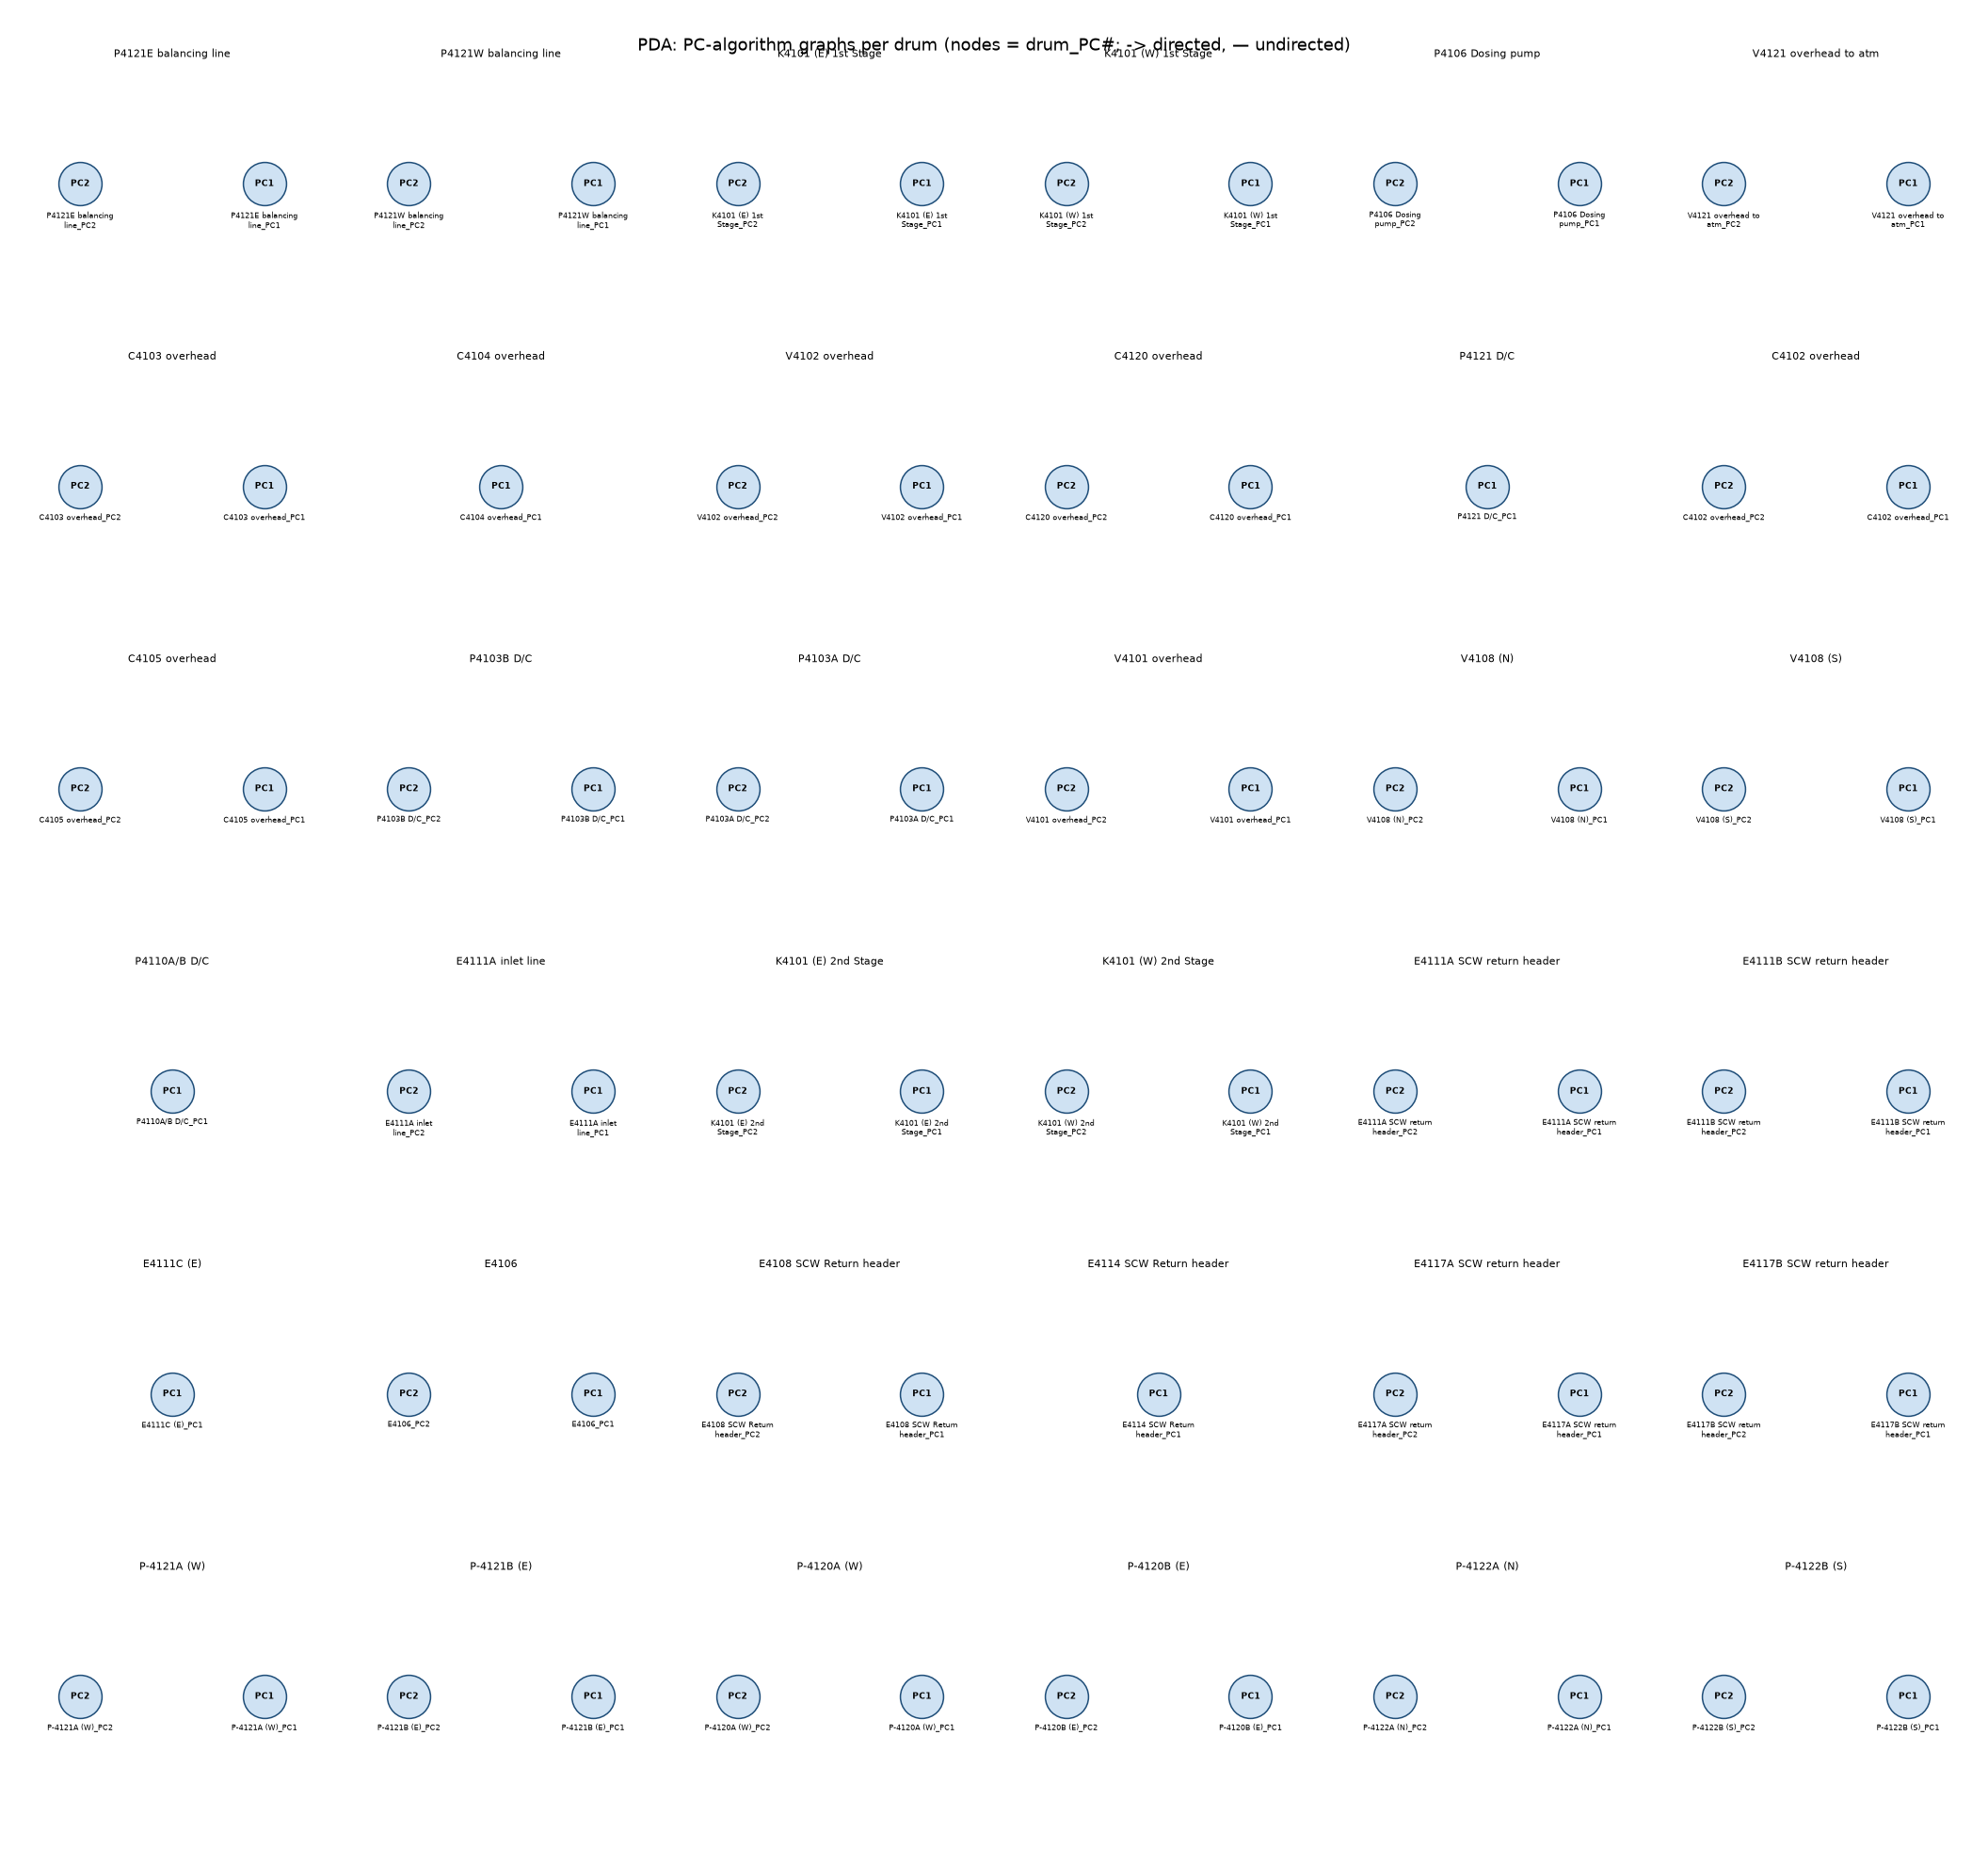 PDA: PC-algorithm graphs per drum (nodes = drum_PC#; -> directed, — undirected)
P4121E balancing line
P4121W balancing line
K4101 (E) 1st Stage
K4101 (W) 1st Stage
P4106 Dosing pump
V4121 overhead to atm
PC2
P4121E balancing
line_PC2
PC1
P4121E balancing
line_PC1
PC2
P4121W balancing
line_PC2
PC1
P4121W balancing
line_PC1
PC2
K4101 (E) 1st
Stage_PC2
PC1
K4101 (E) 1st
Stage_PC1
PC2
K4101 (W) 1st
Stage_PC2
PC1
K4101 (W) 1st
Stage_PC1
PC2
P4106 Dosing
pump_PC2
PC1
P4106 Dosing
pump_PC1
PC2
V4121 overhead to
atm_PC2
PC1
V4121 overhead to
atm_PC1
C4103 overhead
C4104 overhead
V4102 overhead
C4120 overhead
P4121 D/C
C4102 overhead
PC2
C4103 overhead_PC2
PC1
C4103 overhead_PC1
PC1
C4104 overhead_PC1
PC2
V4102 overhead_PC2
PC1
V4102 overhead_PC1
PC2
C4120 overhead_PC2
PC1
C4120 overhead_PC1
PC1
P4121 D/C_PC1
PC2
C4102 overhead_PC2
PC1
C4102 overhead_PC1
C4105 overhead
P4103B D/C
P4103A D/C
V4101 overhead
V4108 (N)
V4108 (S)
PC2
C4105 overhead_PC2
PC1
C4105 overhead_PC1
PC2
P4103B D/C_PC2
PC1
P4103B D/C_PC1
PC2
P4103A D/C_PC2
PC1
P4103A D/C_PC1
PC2
V4101 overhead_PC2
PC1
V4101 overhead_PC1
PC2
V4108 (N)_PC2
PC1
V4108 (N)_PC1
PC2
V4108 (S)_PC2
PC1
V4108 (S)_PC1
P4110A/B D/C
E4111A inlet line
K4101 (E) 2nd Stage
K4101 (W) 2nd Stage
E4111A SCW return header
E4111B SCW return header
PC1
P4110A/B D/C_PC1
PC2
E4111A inlet
line_PC2
PC1
E4111A inlet
line_PC1
PC2
K4101 (E) 2nd
Stage_PC2
PC1
K4101 (E) 2nd
Stage_PC1
PC2
K4101 (W) 2nd
Stage_PC2
PC1
K4101 (W) 2nd
Stage_PC1
PC2
E4111A SCW return
header_PC2
PC1
E4111A SCW return
header_PC1
PC2
E4111B SCW return
header_PC2
PC1
E4111B SCW return
header_PC1
E4111C (E)
E4106
E4108 SCW Return header
E4114 SCW Return header
E4117A SCW return header
E4117B SCW return header
PC1
E4111C (E)_PC1
PC2
E4106_PC2
PC1
E4106_PC1
PC2
E4108 SCW Return
header_PC2
PC1
E4108 SCW Return
header_PC1
PC1
E4114 SCW Return
header_PC1
PC2
E4117A SCW return
header_PC2
PC1
E4117A SCW return
header_PC1
PC2
E4117B SCW return
header_PC2
PC1
E4117B SCW return
header_PC1
P-4121A (W)
P-4121B (E)
P-4120A (W)
P-4120B (E)
P-4122A (N)
P-4122B (S)
PC2
P-4121A (W)_PC2
PC1
P-4121A (W)_PC1
PC2
P-4121B (E)_PC2
PC1
P-4121B (E)_PC1
PC2
P-4120A (W)_PC2
PC1
P-4120A (W)_PC1
PC2
P-4120B (E)_PC2
PC1
P-4120B (E)_PC1
PC2
P-4122A (N)_PC2
PC1
P-4122A (N)_PC1
PC2
P-4122B (S)_PC2
PC1
P-4122B (S)_PC1